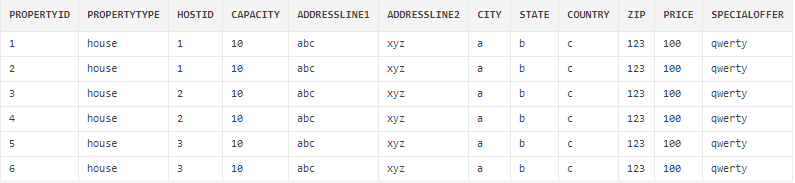 PROPERTYID PROPERTYTYPE HOSTID CAPACITY ADDRESSLINE1 ADDRESSLINE2 CITY STATE COUNTRY ZIP PRICE SPECIALOFFER
1 house 1 10 abc xyz a b c 123 100 qwerty
2 house 1 10 abc xyz a b c 123 100 qwerty
3 house 2 10 abc xyz a b c 123 100 qwerty
4 house 2 10 abc xyz a b c 123 100 qwerty
5 house 3 10 abc xyz a b c 123 100 qwerty
6 house 3 10 abc xyz a b c 123 100 qwerty